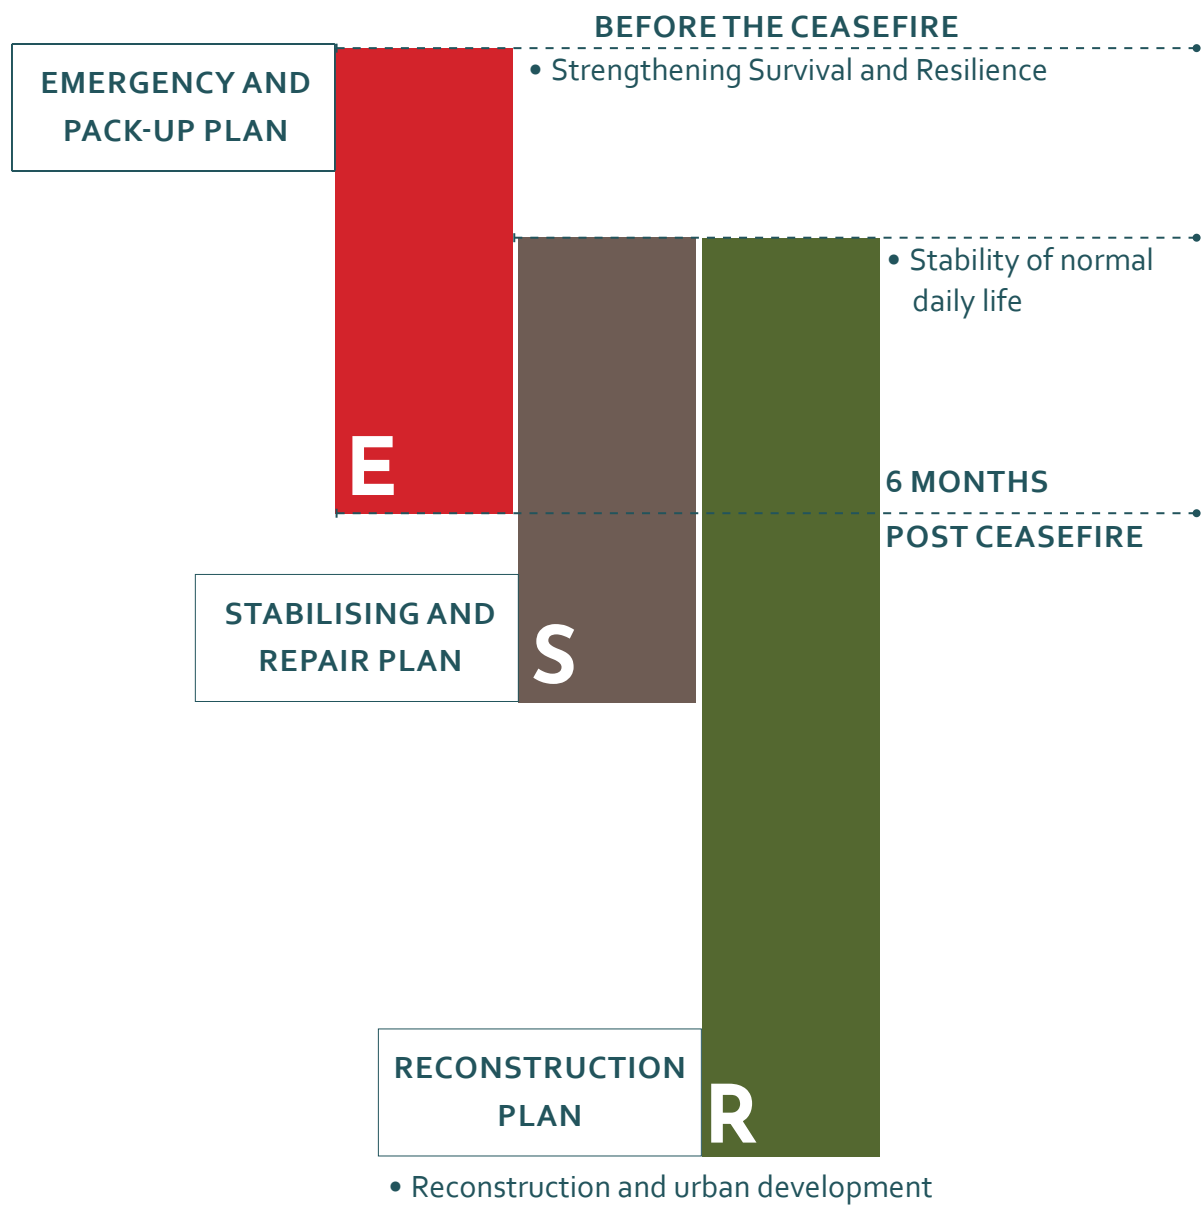 BEFORE THE CEASEFIRE
EMERGENCY AND
PACK-UP PLAN
• Strengthening Survival and Resilience
• Stability of normal
daily life
E
6 MONTHS
POST CEASEFIRE
STABILISING AND
REPAIR PLAN
S
RECONSTRUCTION
PLAN
R
• Reconstruction and urban development